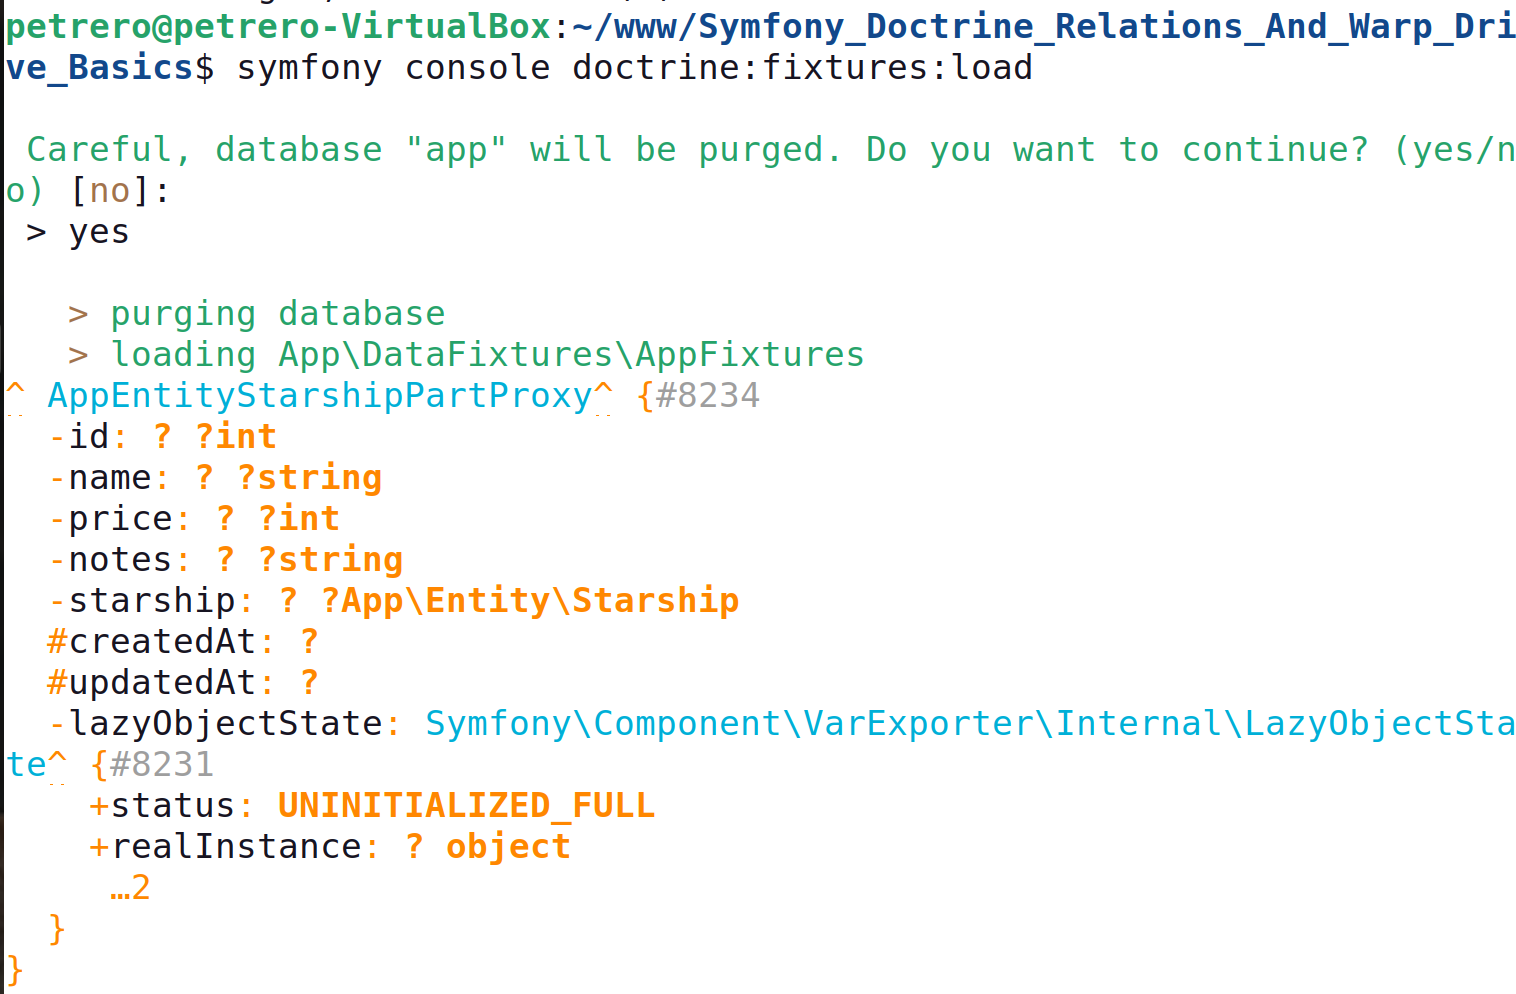 petrero@petrero-VirtualBox:~/www/Symfony_Doctrine_Relations_And_Warp_Dri
ve_Basics$ symfony console doctrine:fixtures:load
Careful, database "app" will be purged. Do you want to continue? (yes/n
o) [no]:
> yes
> purging database
> loading App\DataFixtures\AppFixtures
^ AppEntityStarshipPartProxy^ {#8234
-id: ? ?int
-name: ? ?string
-price: ? ?int
-notes: ? ?string
-starship: ? ?App\Entity\Starship
#createdAt: ?
#updatedAt: ?
-lazyObjectState: Symfony\Component\VarExporter\Internal\LazyObjectSta
te^ {#8231
+status: UNINITIALIZED_FULL
+realInstance: ? object
…2
}
}